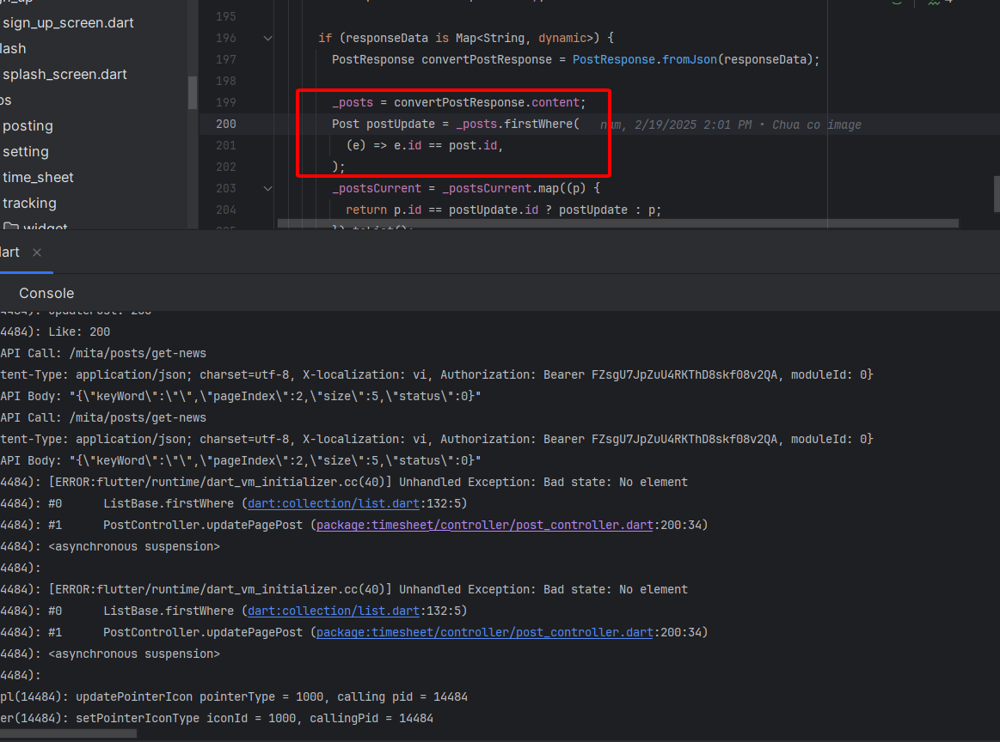 sign_up_screen.dart
lash
splash_screen.dart
os
posting
setting
time_sheet
tracking
widget
195
196 if (responseData is Map<String, dynamic>) {
197 PostResponse convertPostResponse = PostResponse.fromJson(responseData);
198
199 _posts = convertPostResponse.content;
200 Post postUpdate = _posts.firstWhere( nam, 2/19/2025 2:01 PM • Chua co image
201 (e) => e.id == post.id,
202 );
203 _postsCurrent = _postsCurrent.map((p) {
204 return p.id == postUpdate.id ? postUpdate : p;
205 }).toList();
dart
Console
4484): UpdatePost: 200
4484): Like: 200
API Call: /mita/posts/get-news
tent-Type: application/json; charset=utf-8, X-localization: vi, Authorization: Bearer FZsgU7JpZuU4RKThD8skf08v2QA, moduleId: 0}
API Body: "{\"keyWord\":\"\",\"pageIndex\":2,\"size\":5,\"status\":0}"
API Call: /mita/posts/get-news
tent-Type: application/json; charset=utf-8, X-localization: vi, Authorization: Bearer FZsgU7JpZuU4RKThD8skf08v2QA, moduleId: 0}
API Body: "{\"keyWord\":\"\",\"pageIndex\":2,\"size\":5,\"status\":0}"
4484): [ERROR:flutter/runtime/dart_vm_initializer.cc(40)] Unhandled Exception: Bad state: No element
4484): #0 ListBase.firstWhere (dart:collection/list.dart:132:5)
4484): #1 PostController.updatePagePost (package:timesheet/controller/post_controller.dart:200:34)
4484): <asynchronous suspension>
4484):
4484): [ERROR:flutter/runtime/dart_vm_initializer.cc(40)] Unhandled Exception: Bad state: No element
4484): #0 ListBase.firstWhere (dart:collection/list.dart:132:5)
4484): #1 PostController.updatePagePost (package:timesheet/controller/post_controller.dart:200:34)
4484): <asynchronous suspension>
4484):
pl(14484): updatePointerIcon pointerType = 1000, calling pid = 14484
er(14484): setPointerIconType iconId = 1000, callingPid = 14484